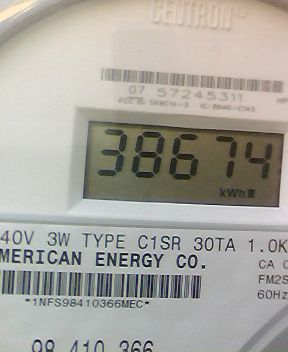 CENTRON®
07 57245311
38674
kWh
40V 3W TYPE C1SR 30TA 1.0K
MERICAN ENERGY CO.
CA 0
FM2S
60Hz
*1NFS98410366MEC*
98 410 366